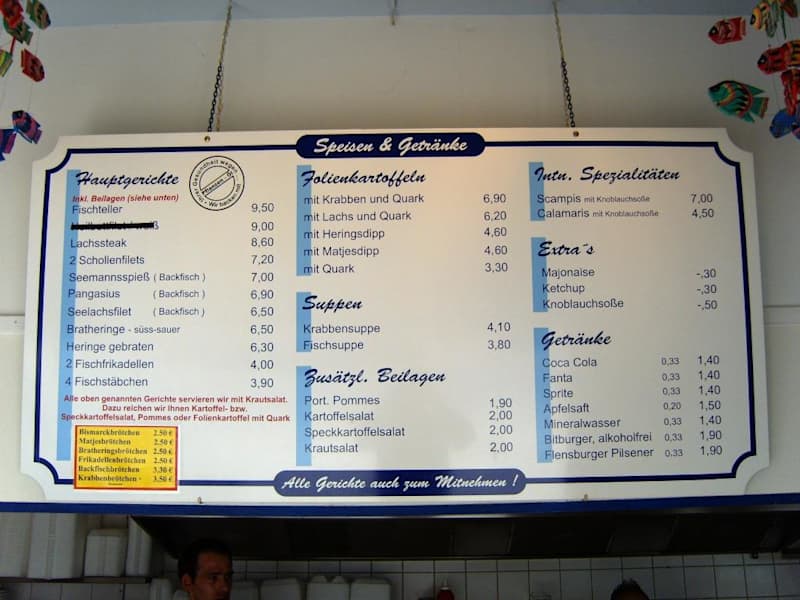 Speisen & Getränke
Hauptgerichte
Inkl. Beilagen (siehe unten)
Fischteller 9,50
9,00
Lachssteak 8,60
2 Schollenfilets 7,20
Seemannsspieß ( Backfisch ) 7,00
Pangasius ( Backfisch ) 6,90
Seelachsfilet ( Backfisch ) 6,50
Bratheringe - süss-sauer 6,50
Heringe gebraten 6,30
2 Fischfrikadellen 4,00
4 Fischstäbchen 3,90
Alle oben genannten Gerichte servieren wir mit Krautsalat.
Dazu reichen wir Ihnen Kartoffel- bzw.
Speckkartoffelsalat, Pommes oder Folienkartoffel mit Quark
Bismarckbrötchen 2.50 €
Matjesbrötchen 2.50 €
Bratheringsbrötchen 2.50 €
Frikadellenbrötchen 2.50 €
Backfischbrötchen 3.30 €
Krabbenbrötchen 3.50 €
Ihrer Gesundheit wegen
Pflanzen
Wir backen mit
Folienkartoffeln
mit Krabben und Quark 6,90
mit Lachs und Quark 6,20
mit Heringsdipp 4,60
mit Matjesdipp 4,60
mit Quark 3,30
Suppen
Krabbensuppe 4,10
Fischsuppe 3,80
Zusätzl. Beilagen
Port. Pommes 1,90
Kartoffelsalat 2,00
Speckkartoffelsalat 2,00
Krautsalat 2,00
Intn. Spezialitäten
Scampis mit Knoblauchsoße 7,00
Calamaris mit Knoblauchsoße 4,50
Extra´s
Majonaise -,30
Ketchup -,30
Knoblauchsoße -,50
Getränke
Coca Cola 0,33 1,40
Fanta 0,33 1,40
Sprite 0,33 1,40
Apfelsaft 0,20 1,50
Mineralwasser 0,33 1,40
Bitburger, alkoholfrei 0,33 1,90
Flensburger Pilsener 0,33 1,90
Alle Gerichte auch zum Mitnehmen !